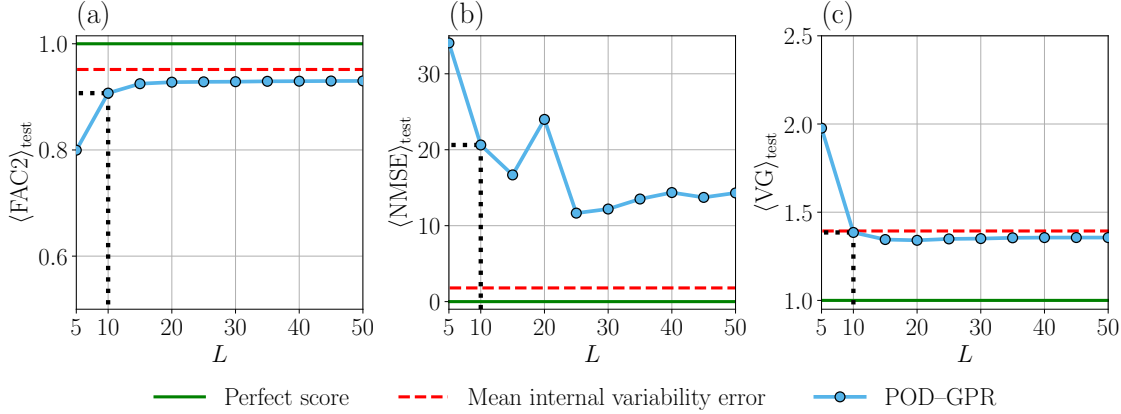 (a)
⟨FAC2⟩test
1.0
0.8
0.6
5 10 20 30 40 50
L
(b)
⟨NMSE⟩test
30
20
10
0
5 10 20 30 40 50
L
(c)
⟨VG⟩test
2.5
2.0
1.5
1.0
5 10 20 30 40 50
L
Perfect score
Mean internal variability error
POD–GPR